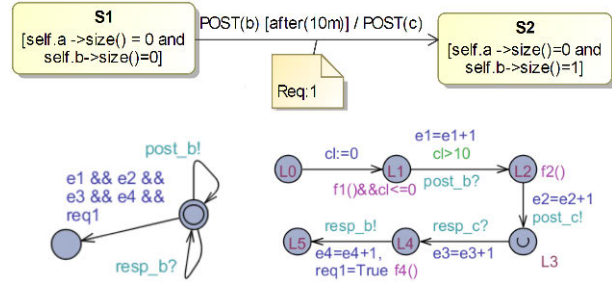 S1
[self.a ->size() = 0 and
self.b->size()=0]
POST(b) [after(10m)] / POST(c)
Req:1
S2
[self.a ->size()=0 and
self.b->size()=1]
post_b!
e1 && e2 &&
e3 && e4 &&
req1
resp_b?
e1=e1+1
cl:=0
cl>10
L0
L1
L2
f2()
f1()&&cl<=0
post_b?
e2=e2+1
post_c!
resp_b!
resp_c?
L5
L4
U
e4=e4+1,
e3=e3+1
L3
req1=True
f4()